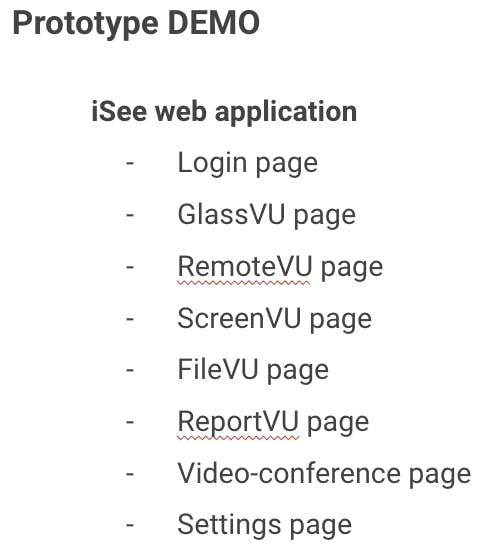 Prototype DEMO
iSee web application
- Login page
- GlassVU page
- RemoteVU page
- ScreenVU page
- FileVU page
- ReportVU page
- Video-conference page
- Settings page